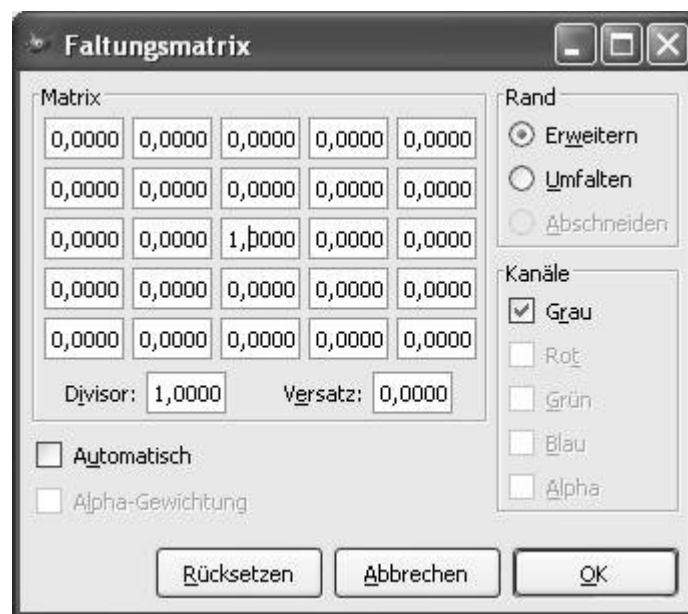 Faltungsmatrix
Matrix
0,0000 0,0000 0,0000 0,0000 0,0000
0,0000 0,0000 0,0000 0,0000 0,0000
0,0000 0,0000 1,0000 0,0000 0,0000
0,0000 0,0000 0,0000 0,0000 0,0000
0,0000 0,0000 0,0000 0,0000 0,0000
Divisor: 1,0000 Versatz: 0,0000
Automatisch
Alpha-Gewichtung
Rand
Erweitern
Umfalten
Abschneiden
Kanäle
Grau
Rot
Grün
Blau
Alpha
Rücksetzen Abbrechen OK